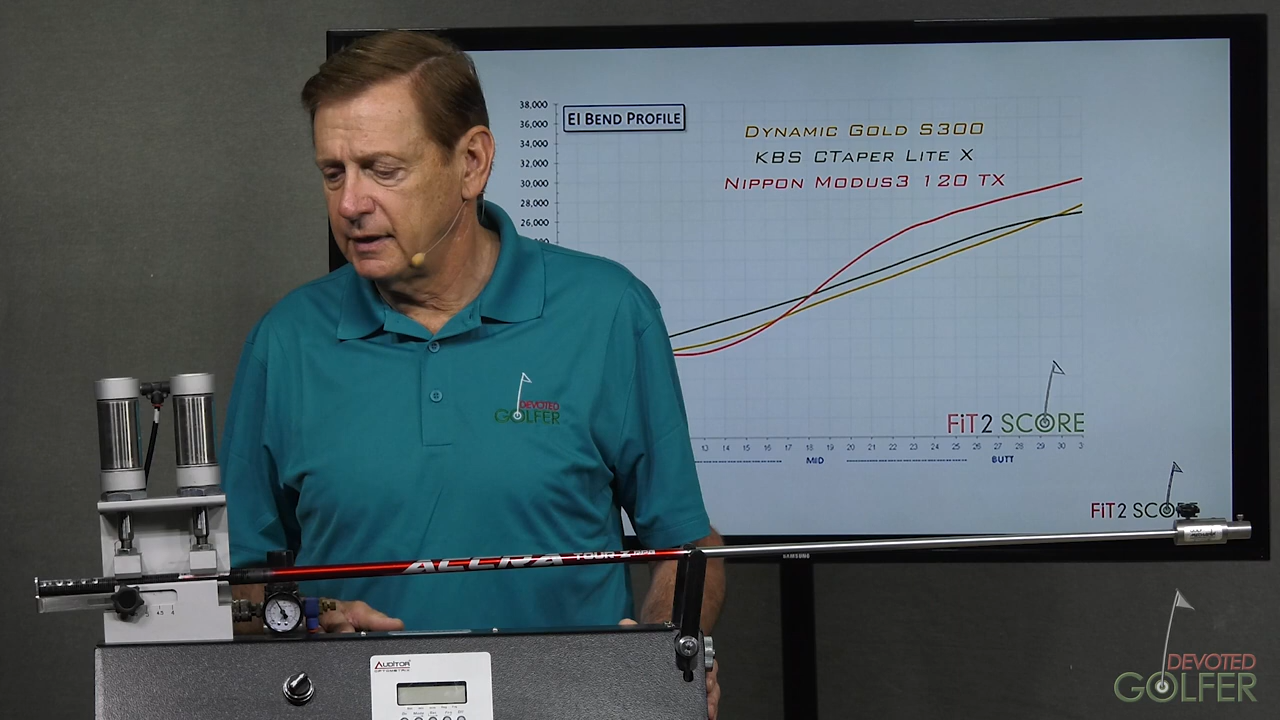 38,000
36,000
34,000
32,000
30,000
28,000
26,000
EI BEND PROFILE
DYNAMIC GOLD S300
KBS CTAPER LITE X
NIPPON MODUS3 120 TX
FiT2 SCORE
13 14 15 16 17 18 19 20 21 22 23 24 25 26 27 28 29 30
MID
BUTT
FiT2 SCO
SAMSUNG
DEVOTED
GOLFER
ACCRA TOUR Z RPG
AUDITOR
DEVOTED
GOLFER